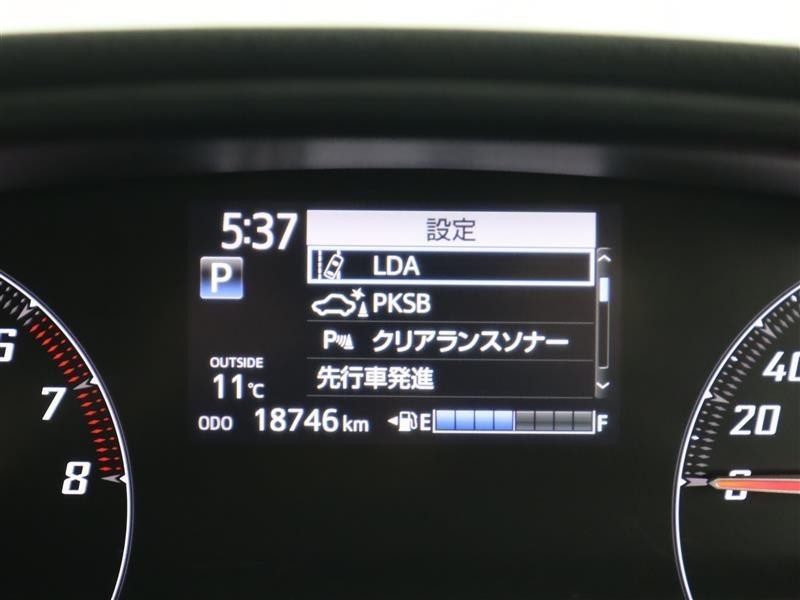 5:37
設定
LDA
P
PKSB
P クリアランスソナー
先行車発進
OUTSIDE
11℃
ODO 18746 km
E F
6
7
8
40
20
0